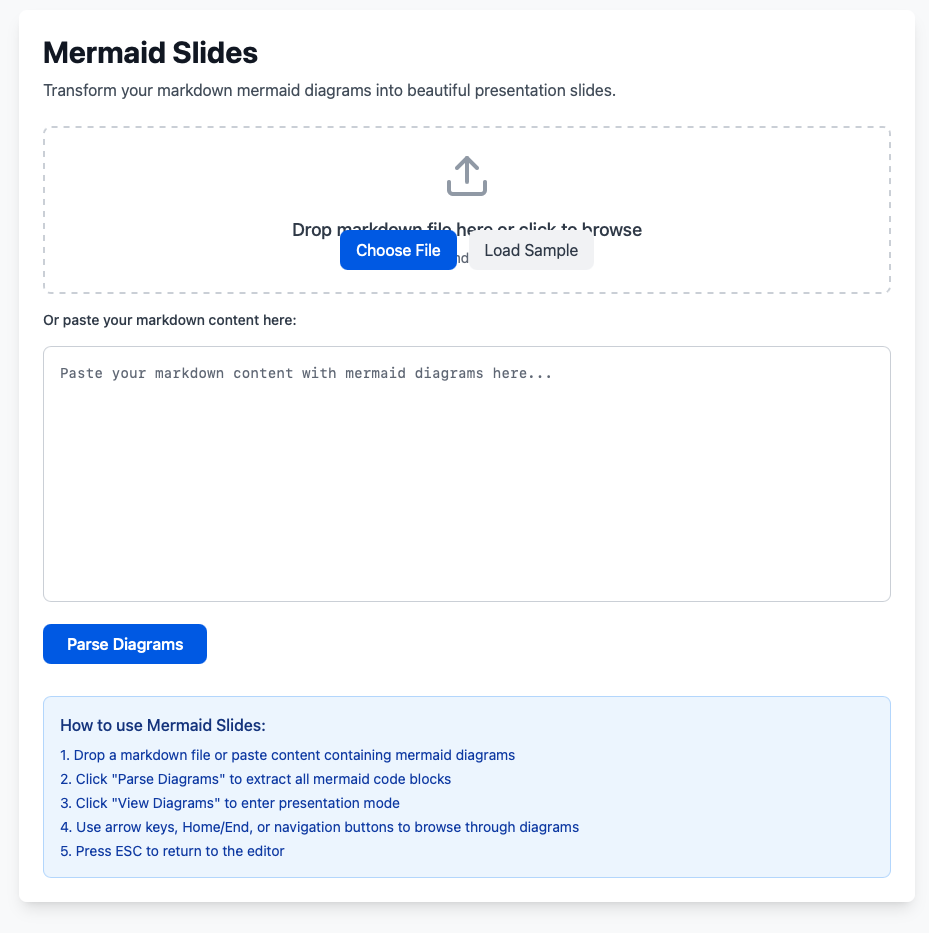 Mermaid Slides
Transform your markdown mermaid diagrams into beautiful presentation slides.
Drop markdown file here or click to browse
Choose File
Load Sample
Or paste your markdown content here:
Paste your markdown content with mermaid diagrams here...
Parse Diagrams
How to use Mermaid Slides:
1. Drop a markdown file or paste content containing mermaid diagrams
2. Click "Parse Diagrams" to extract all mermaid code blocks
3. Click "View Diagrams" to enter presentation mode
4. Use arrow keys, Home/End, or navigation buttons to browse through diagrams
5. Press ESC to return to the editor